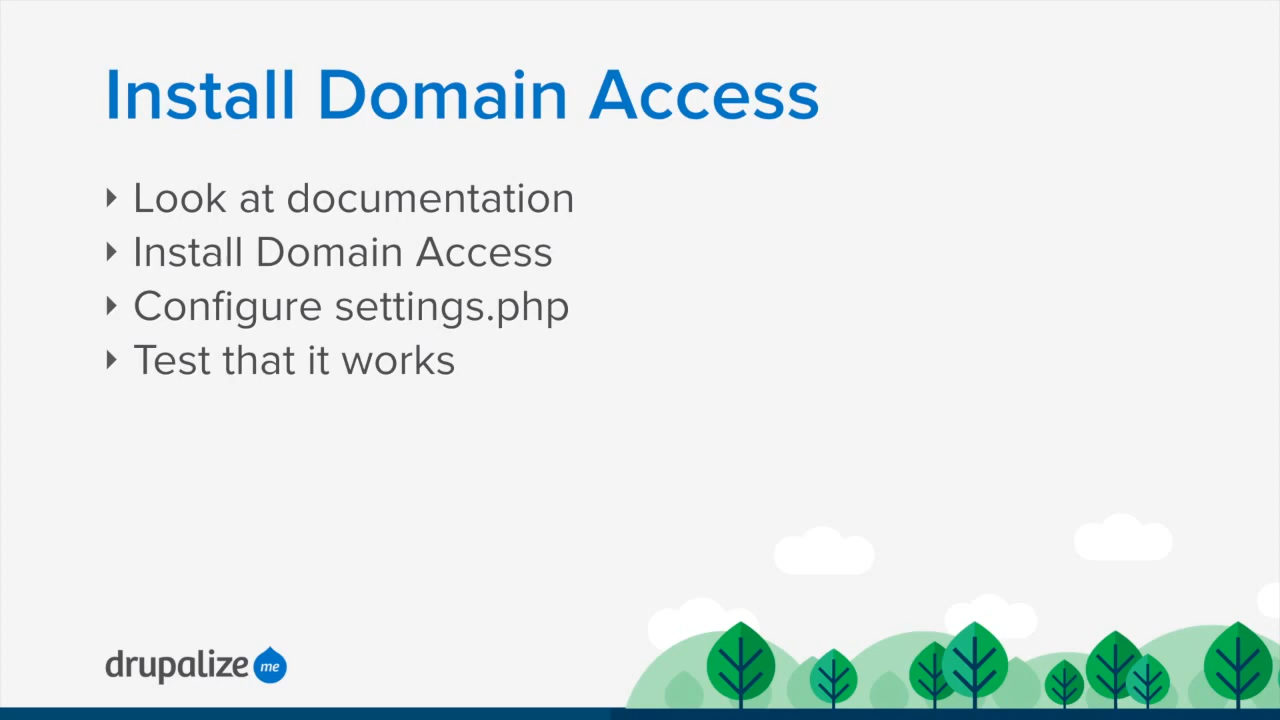 Install Domain Access
Look at documentation
Install Domain Access
Configure settings.php
Test that it works
drupalize me